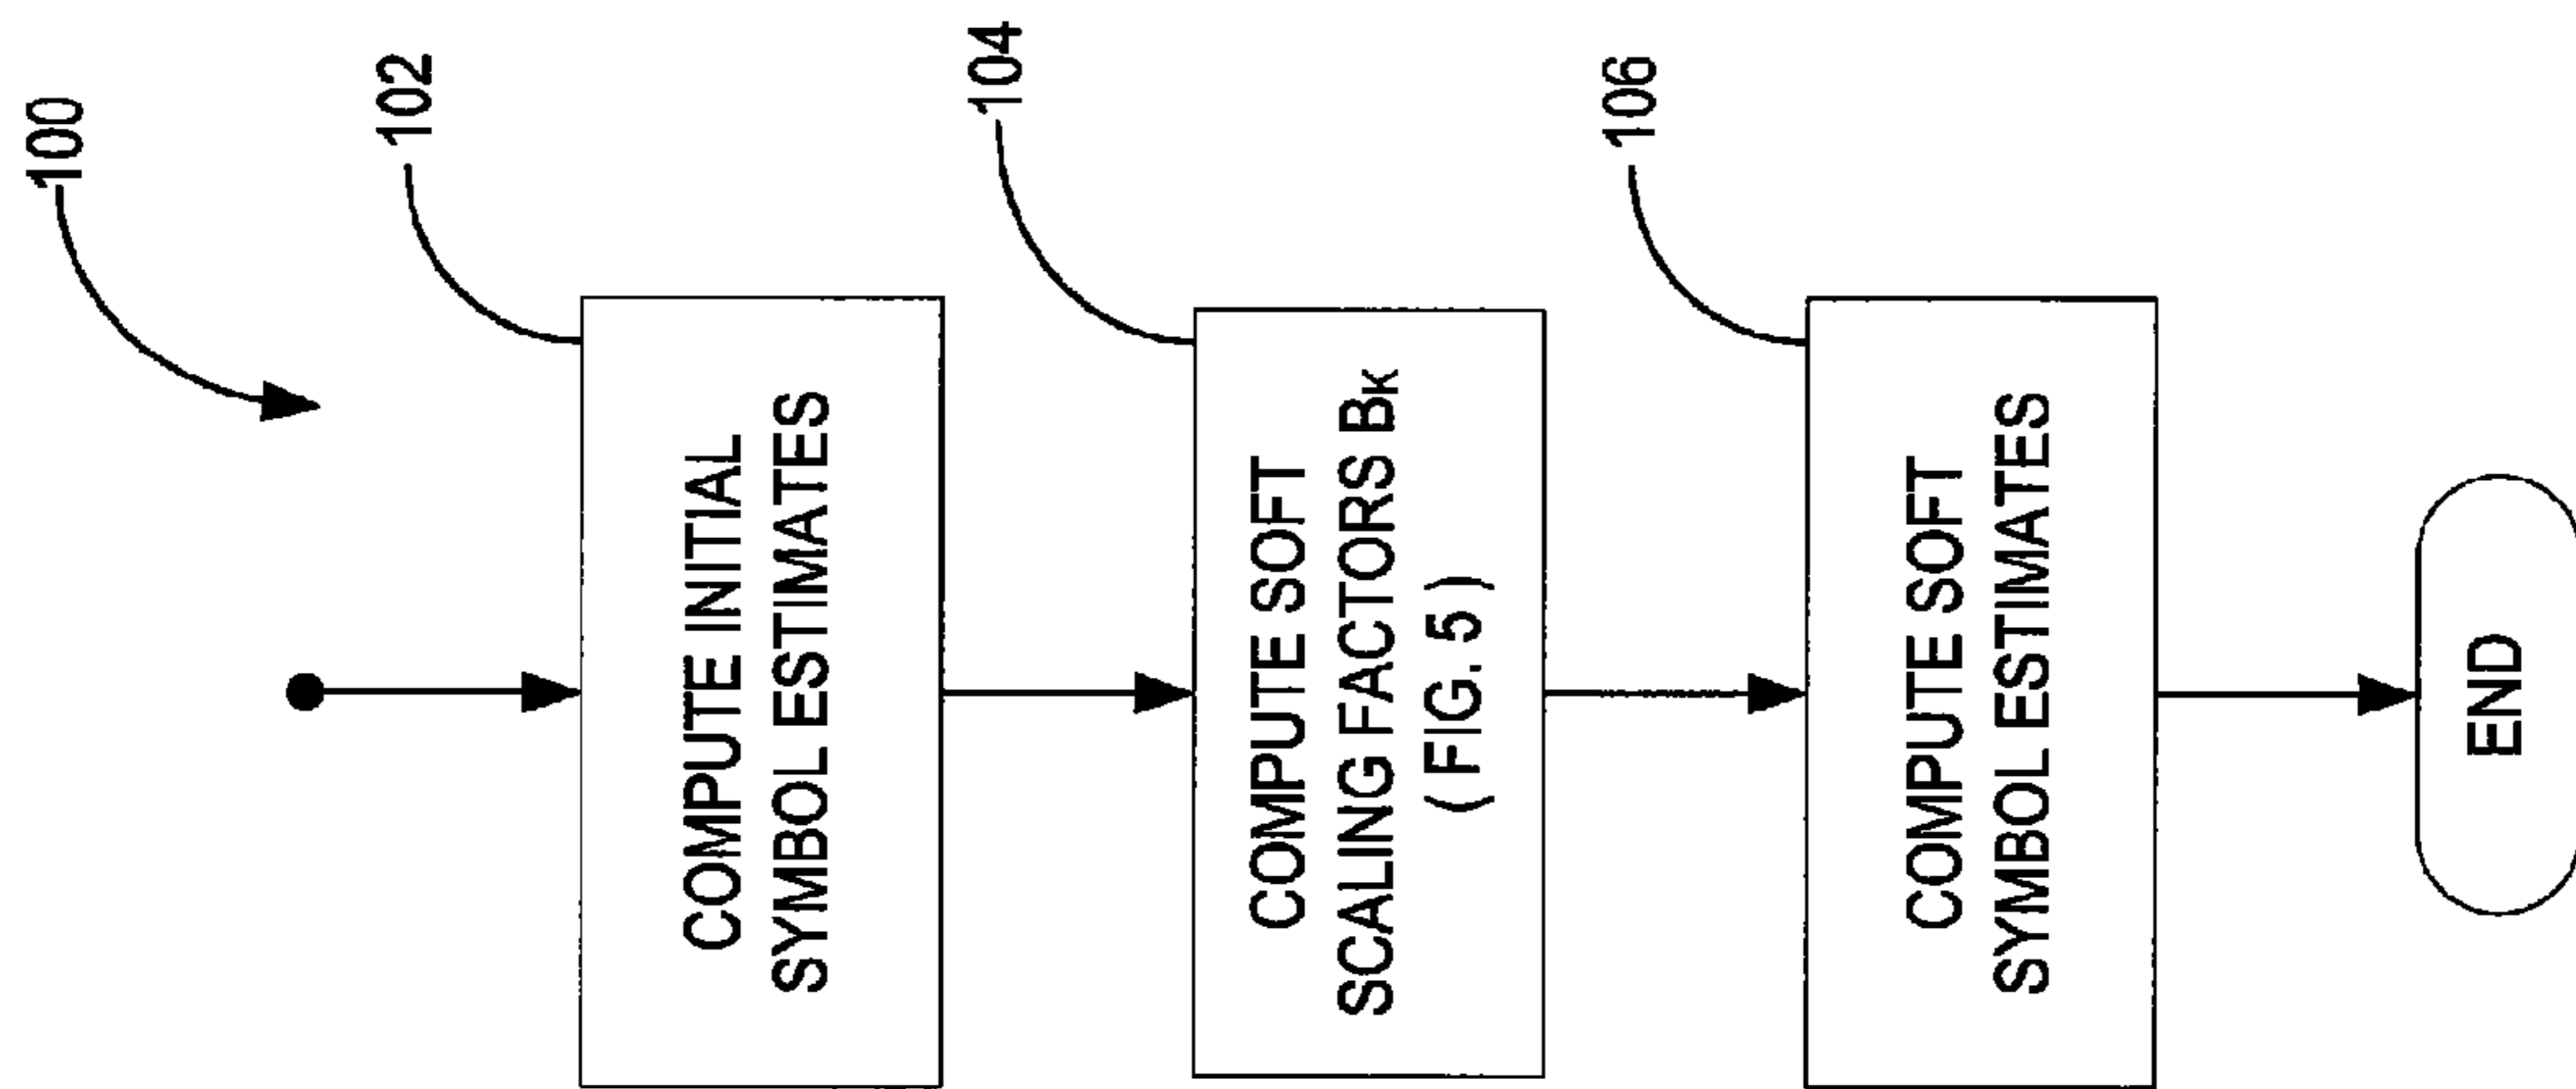 100
102
COMPUTE INITIAL
SYMBOL ESTIMATES
104
COMPUTE SOFT
SCALING FACTORS BK
( FIG. 5 )
106
COMPUTE SOFT
SYMBOL ESTIMATES
END